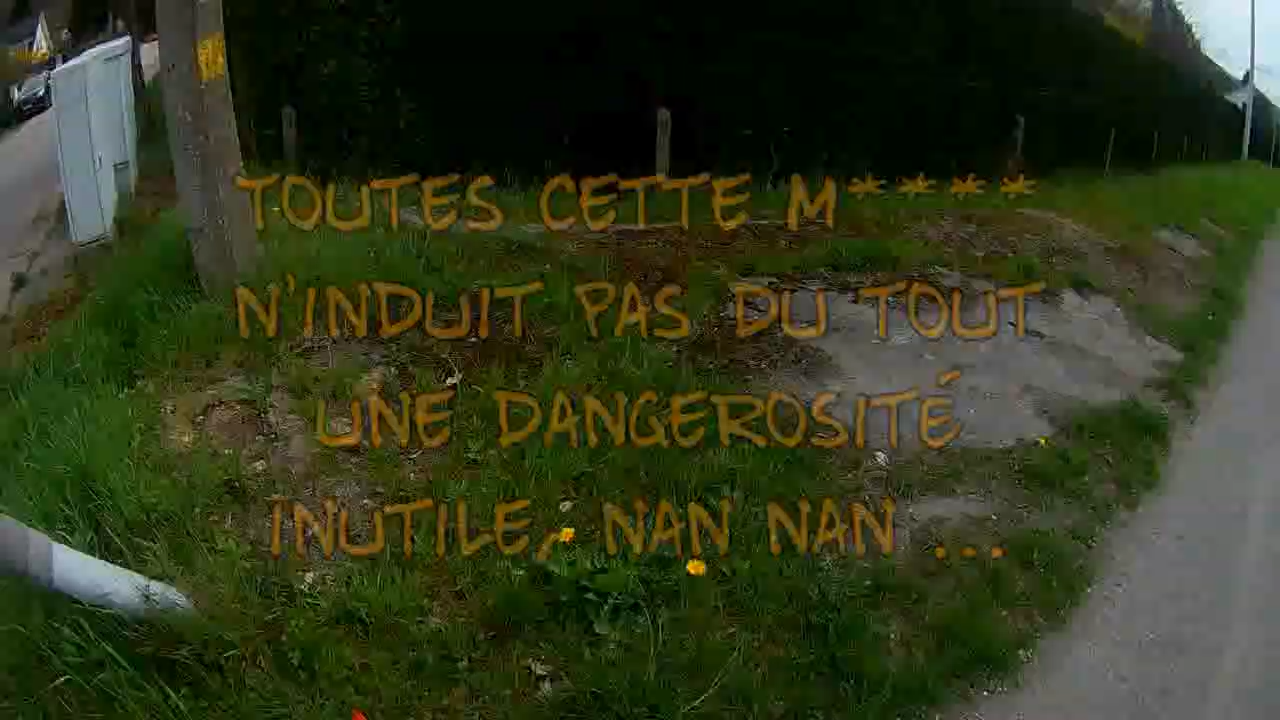 TOUTES CETTE M****
N'INDUIT PAS DU TOUT
UNE DANGEROSITÉ
INUTILE, NAN NAN ...